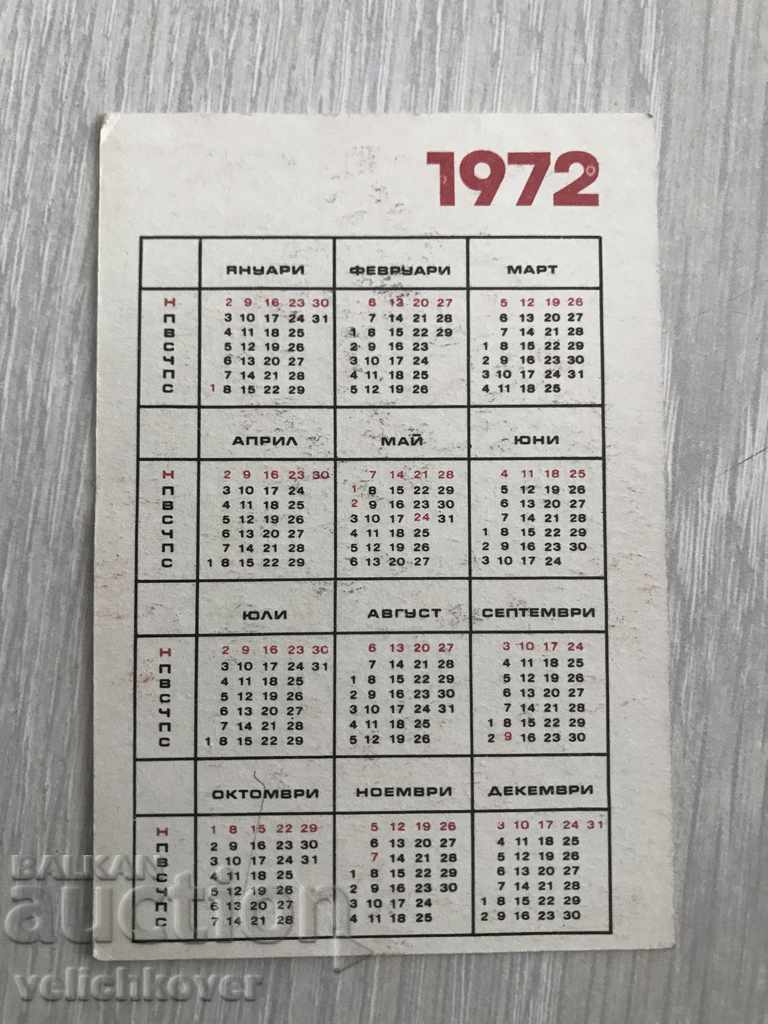 1972
ЯНУАРИ ФЕВРУАРИ МАРТ
Н 2 9 16 23 30 6 13 20 27 5 12 19 26
П 3 10 17 24 31 7 14 21 28 6 13 20 27
В 4 11 18 25 1 8 15 22 29 7 14 21 28
С 5 12 19 26 2 9 16 23 1 8 15 22 29
Ч 6 13 20 27 3 10 17 24 2 9 16 23 30
П 7 14 21 28 4 11 18 25 3 10 17 24 31
С 1 8 15 22 29 5 12 19 26 4 11 18 25
АПРИЛ МАЙ ЮНИ
Н 2 9 16 23 30 7 14 21 28 4 11 18 25
П 3 10 17 24 1 8 15 22 29 5 12 19 26
В 4 11 18 25 2 9 16 23 30 6 13 20 27
С 5 12 19 26 3 10 17 24 31 7 14 21 28
Ч 6 13 20 27 4 11 18 25 1 8 15 22 29
П 7 14 21 28 5 12 19 26 2 9 16 23 30
С 1 8 15 22 29 6 13 20 27 3 10 17 24
ЮЛИ АВГУСТ СЕПТЕМВРИ
Н 2 9 16 23 30 6 13 20 27 3 10 17 24
П 3 10 17 24 31 7 14 21 28 4 11 18 25
В 4 11 18 25 1 8 15 22 29 5 12 19 26
С 5 12 19 26 2 9 16 23 30 6 13 20 27
Ч 6 13 20 27 3 10 17 24 31 7 14 21 28
П 7 14 21 28 4 11 18 25 1 8 15 22 29
С 1 8 15 22 29 5 12 19 26 2 9 16 23 30
ОКТОМВРИ НОЕМВРИ ДЕКЕМВРИ
Н 1 8 15 22 29 5 12 19 26 3 10 17 24 31
П 2 9 16 23 30 6 13 20 27 4 11 18 25
В 3 10 17 24 31 7 14 21 28 5 12 19 26
С 4 11 18 25 1 8 15 22 29 6 13 20 27
Ч 5 12 19 26 2 9 16 23 30 7 14 21 28
П 6 13 20 27 3 10 17 24 1 8 15 22 29
С 7 14 21 28 4 11 18 25 2 9 16 23 30
BALKAN
auction
velichkover